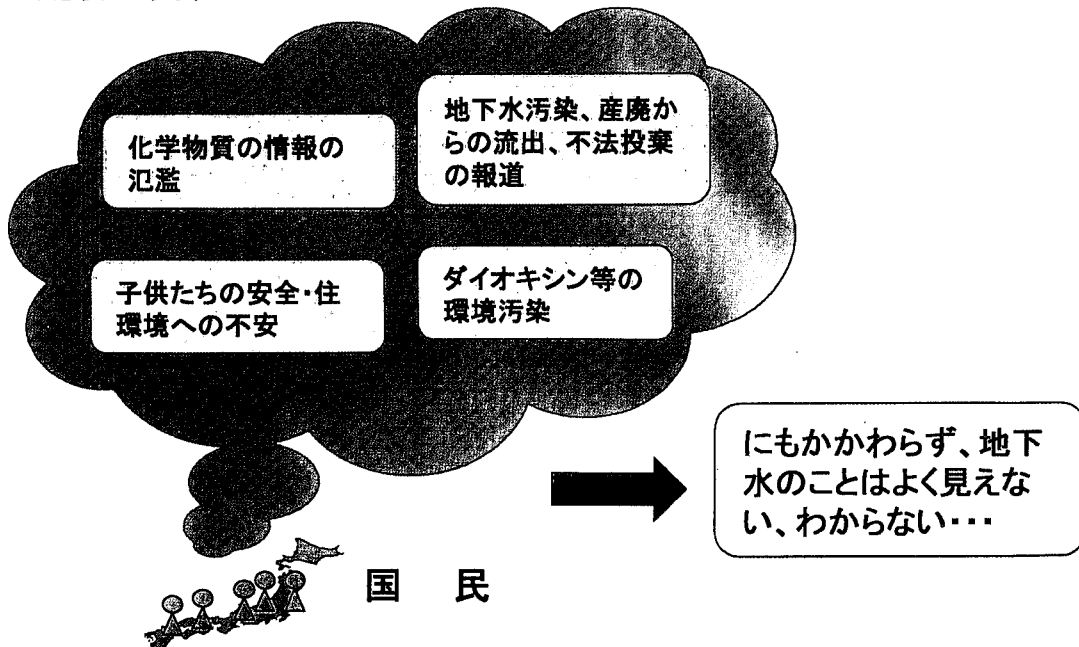 化学物質の情報の
氾濫
地下水汚染、産廃か
らの流出、不法投棄
の報道
子供たちの安全・住
環境への不安
ダイオキシン等の
環境汚染
にもかかわらず、地下
水のことはよく見えな
い、わからない・・・
国 民